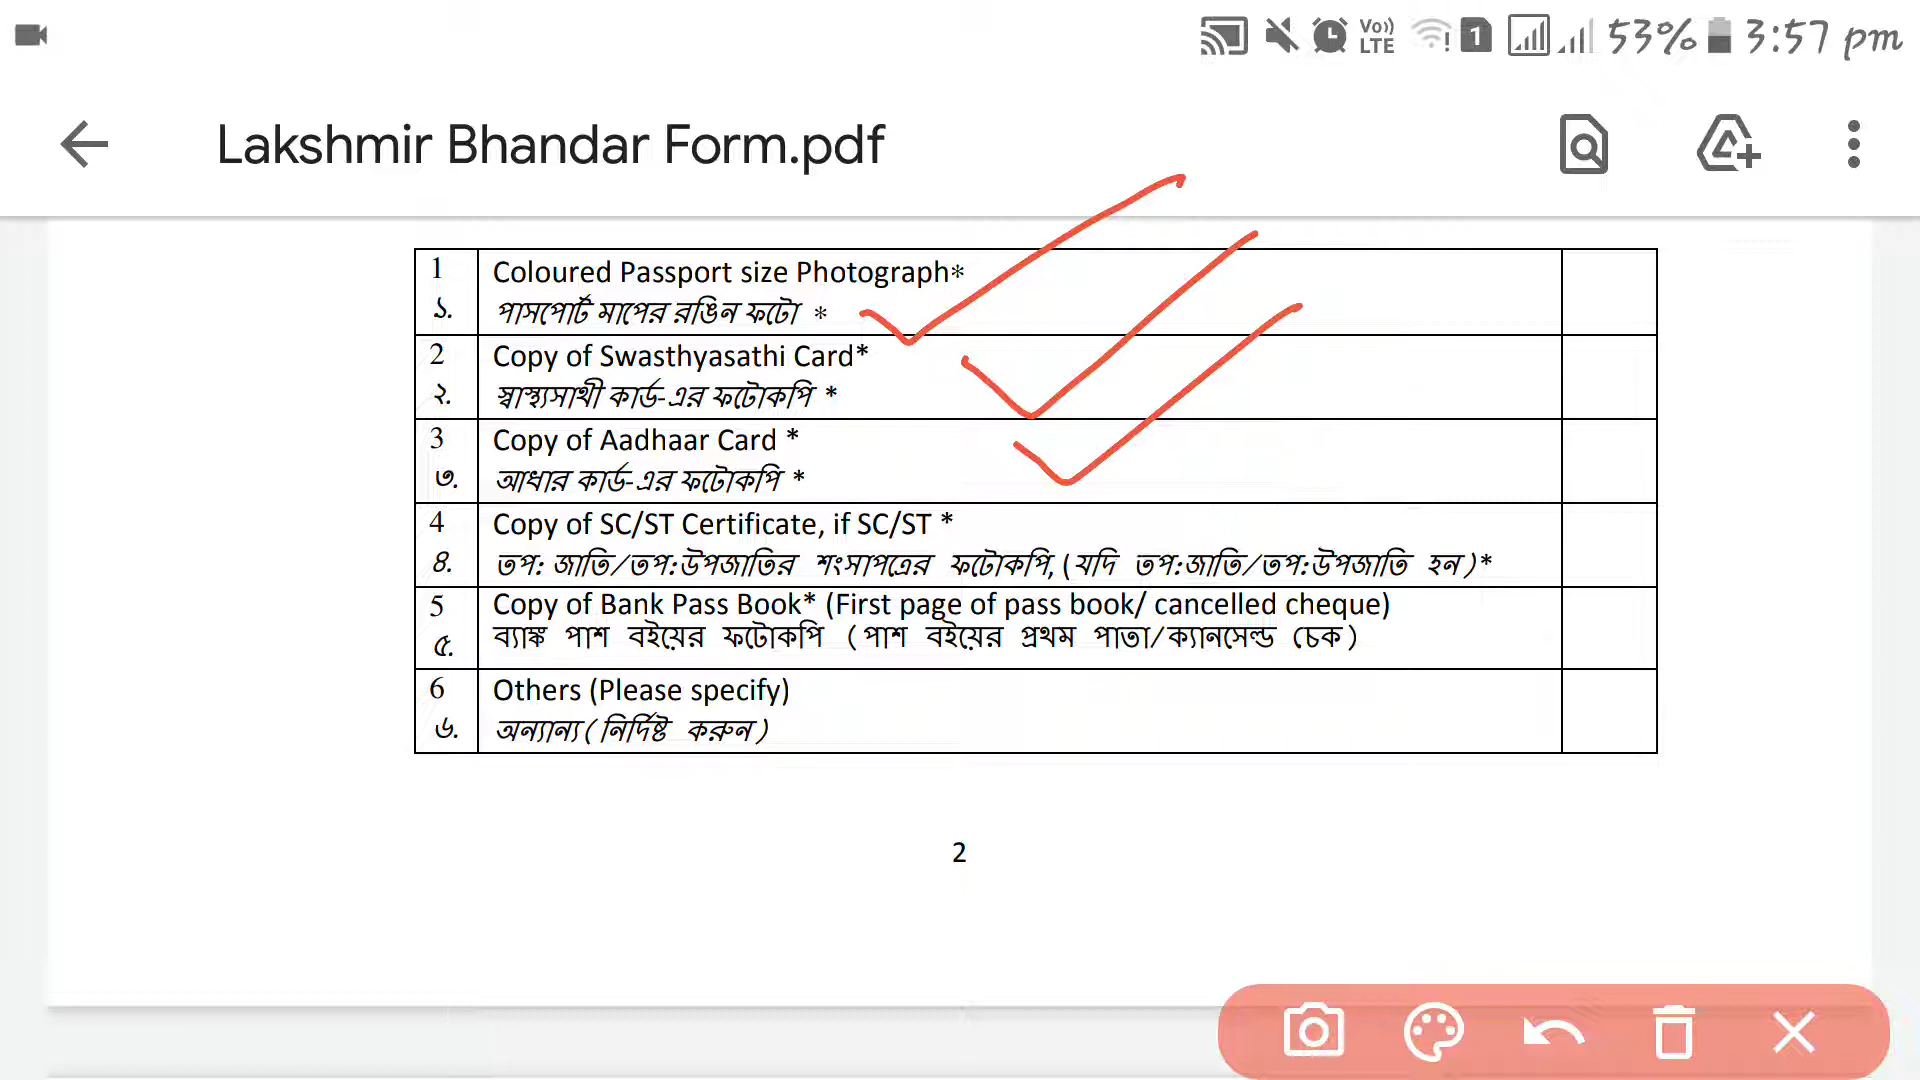 Vo)) LTE 1 53% 3:57 pm
Lakshmir Bhandar Form.pdf
1 Coloured Passport size Photograph*
১. পাসপোর্ট মাপের রঙিন ফটো *
2 Copy of Swasthyasathi Card*
২. স্বাস্থ্যসাথী কার্ড-এর ফটোকপি *
3 Copy of Aadhaar Card *
৩. আধার কার্ড-এর ফটোকপি *
4 Copy of SC/ST Certificate, if SC/ST *
৪. তপ: জাতি/তপ:উপজাতির শংসাপত্রের ফটোকপি, (যদি তপ:জাতি/তপ:উপজাতি হন)*
5 Copy of Bank Pass Book* (First page of pass book/ cancelled cheque)
৫. ব্যাঙ্ক পাশ বইয়ের ফটোকপি (পাশ বইয়ের প্রথম পাতা/ক্যানসেল্ড চেক)
6 Others (Please specify)
৬. অন্যান্য(নির্দিষ্ট করুন)
2